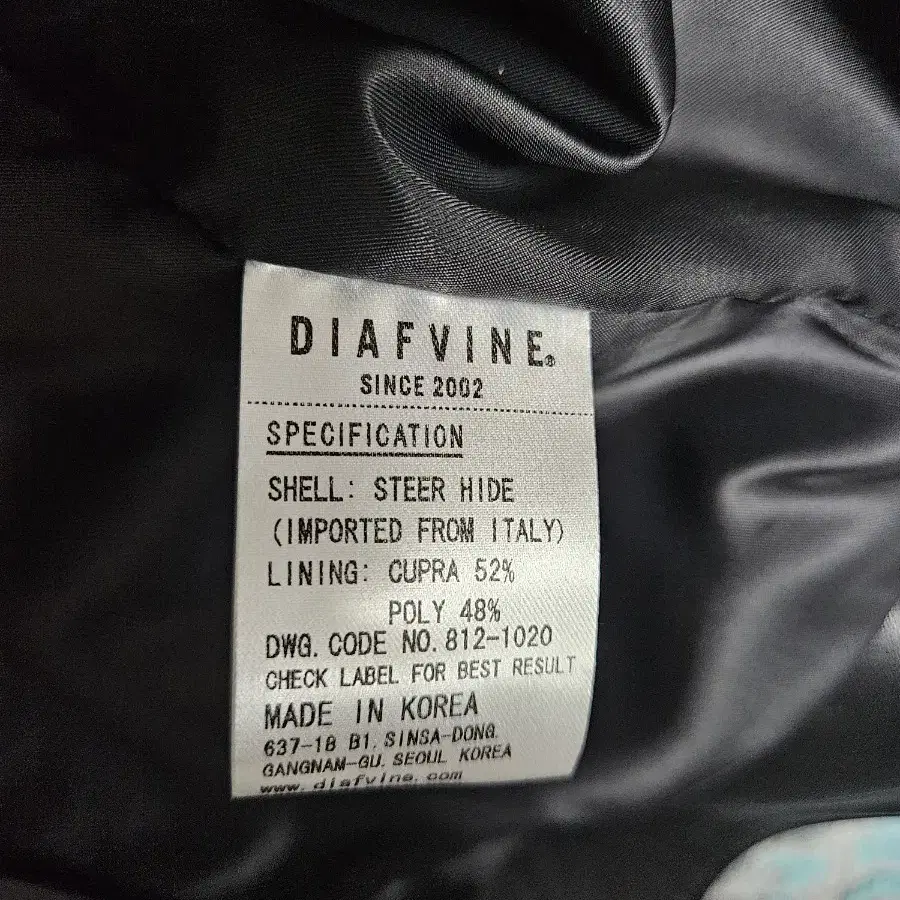 DIAFVINE®
SINCE 2002
SPECIFICATION
SHELL: STEER HIDE
(IMPORTED FROM ITALY)
LINING: CUPRA 52%
POLY 48%
DWG. CODE NO. 812-1020
CHECK LABEL FOR BEST RESULT
MADE IN KOREA
637-18 B1. SINSA-DONG.
GANGNAM-GU. SEOUL KOREA
www.diafvine.com